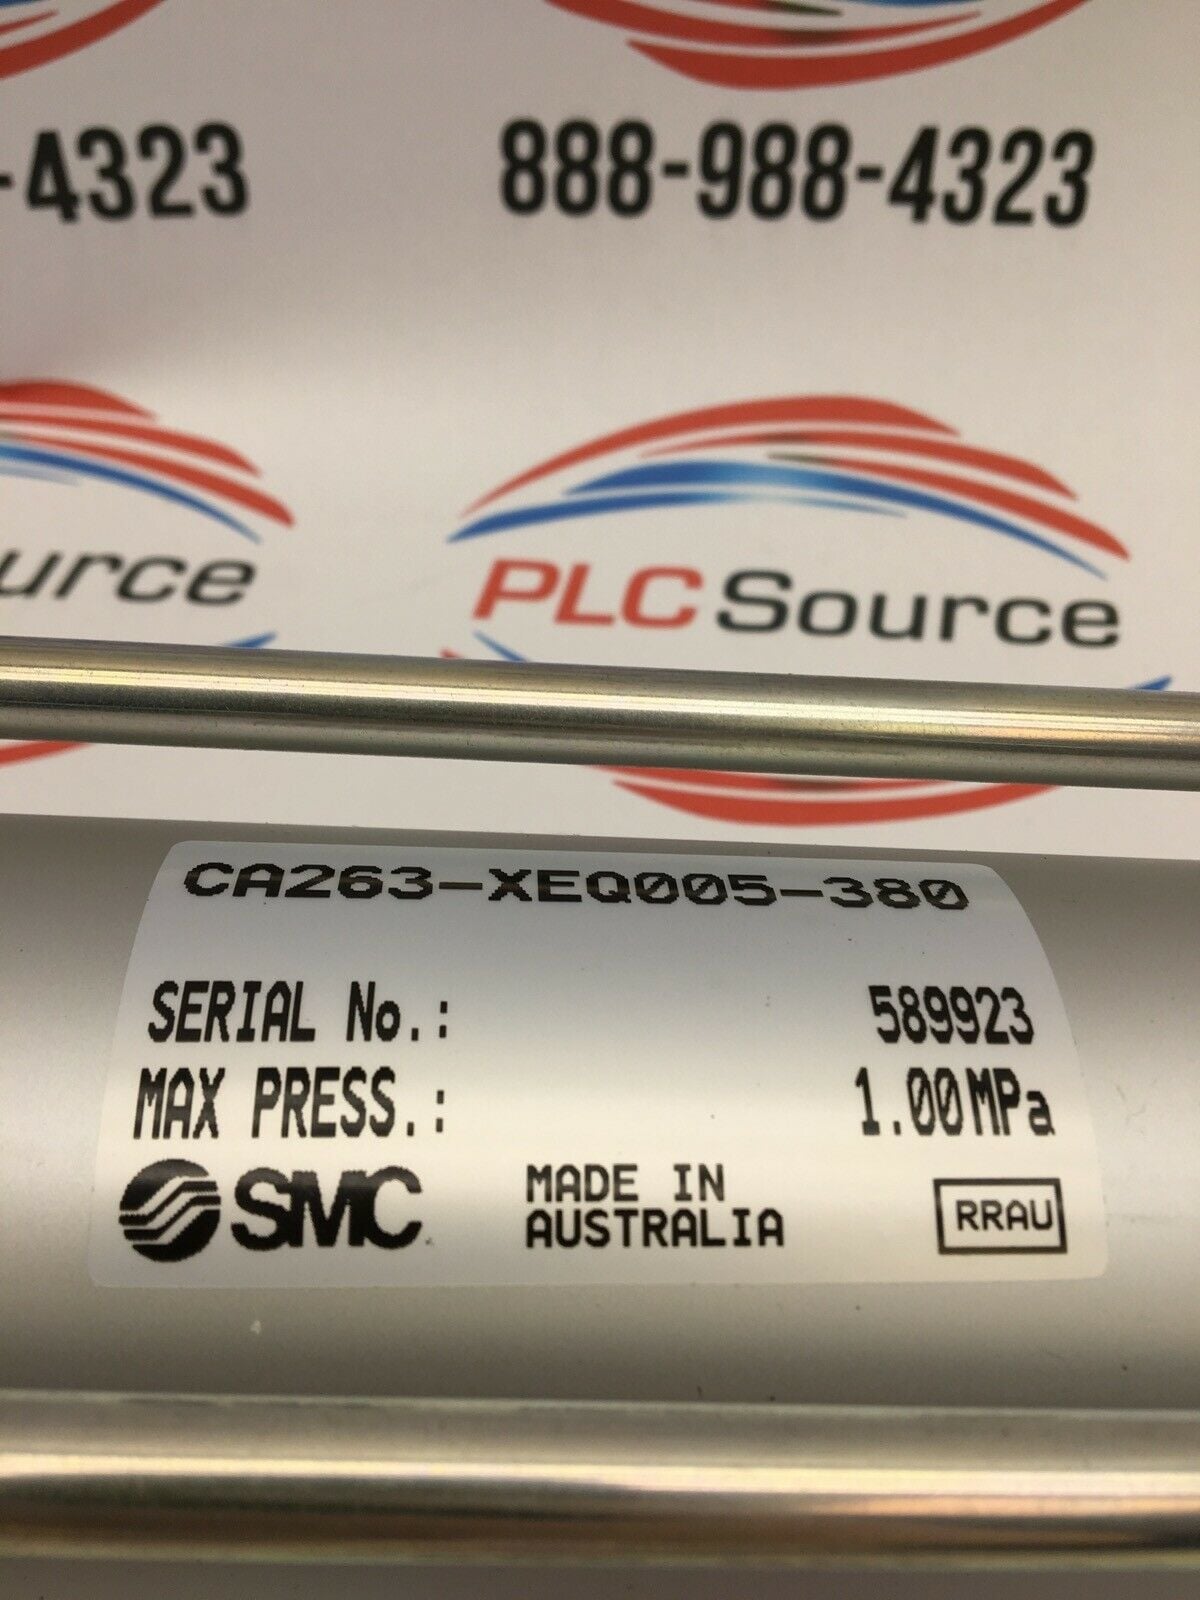 -4323
888-988-4323
urce
PLC Source
CA263-XEQ005-380
SERIAL No.: 589923
MAX PRESS.: 1.00MPa
SMC MADE IN AUSTRALIA RRAU